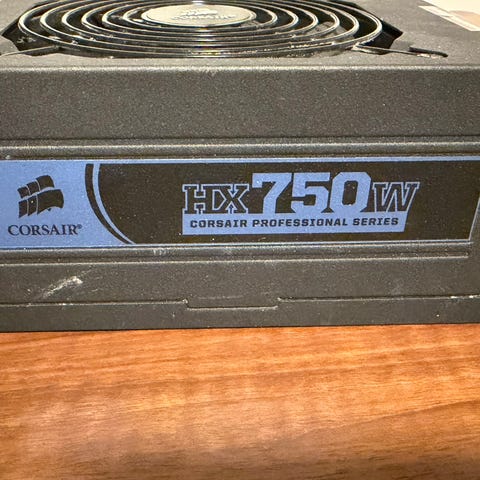 CORSAIR®
HX750W
CORSAIR PROFESSIONAL SERIES